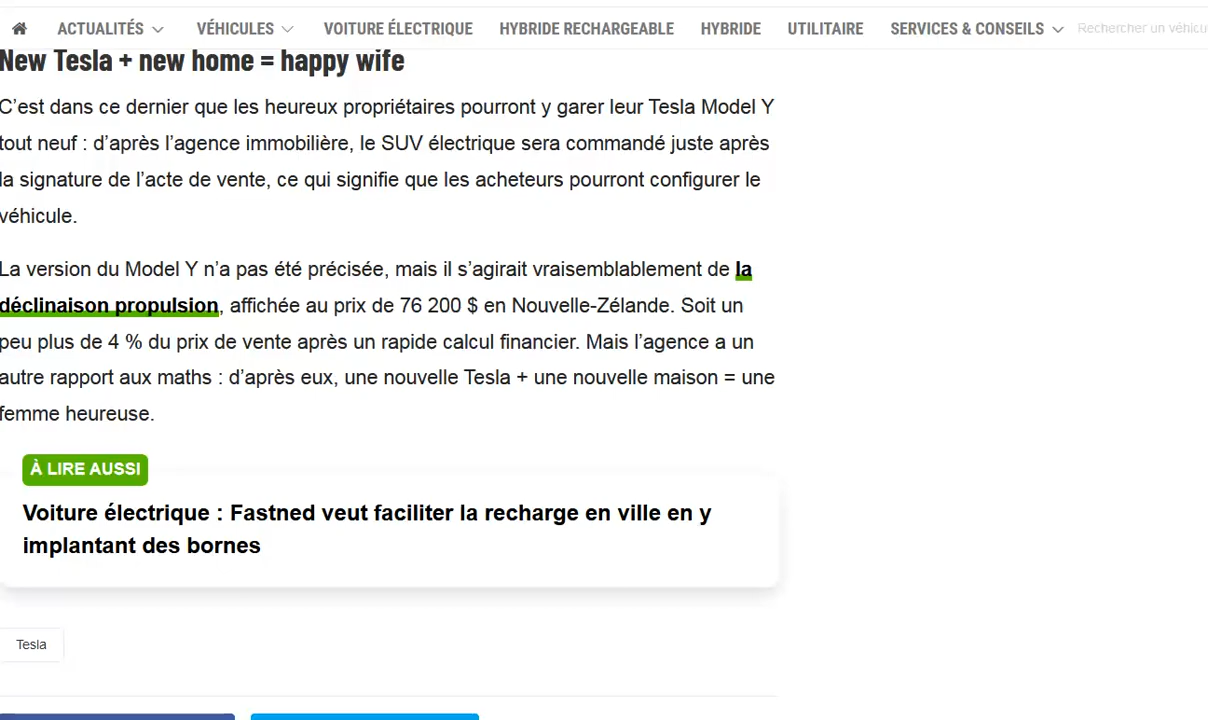 ACTUALITÉS VÉHICULES VOITURE ÉLECTRIQUE HYBRIDE RECHARGEABLE HYBRIDE UTILITAIRE SERVICES & CONSEILS Rechercher un véhicu
New Tesla + new home = happy wife
C’est dans ce dernier que les heureux propriétaires pourront y garer leur Tesla Model Y
tout neuf : d’après l’agence immobilière, le SUV électrique sera commandé juste après
la signature de l’acte de vente, ce qui signifie que les acheteurs pourront configurer le
véhicule.
La version du Model Y n’a pas été précisée, mais il s’agirait vraisemblablement de la
déclinaison propulsion, affichée au prix de 76 200 $ en Nouvelle-Zélande. Soit un
peu plus de 4 % du prix de vente après un rapide calcul financier. Mais l’agence a un
autre rapport aux maths : d’après eux, une nouvelle Tesla + une nouvelle maison = une
femme heureuse.
À LIRE AUSSI
Voiture électrique : Fastned veut faciliter la recharge en ville en y
implantant des bornes
Tesla